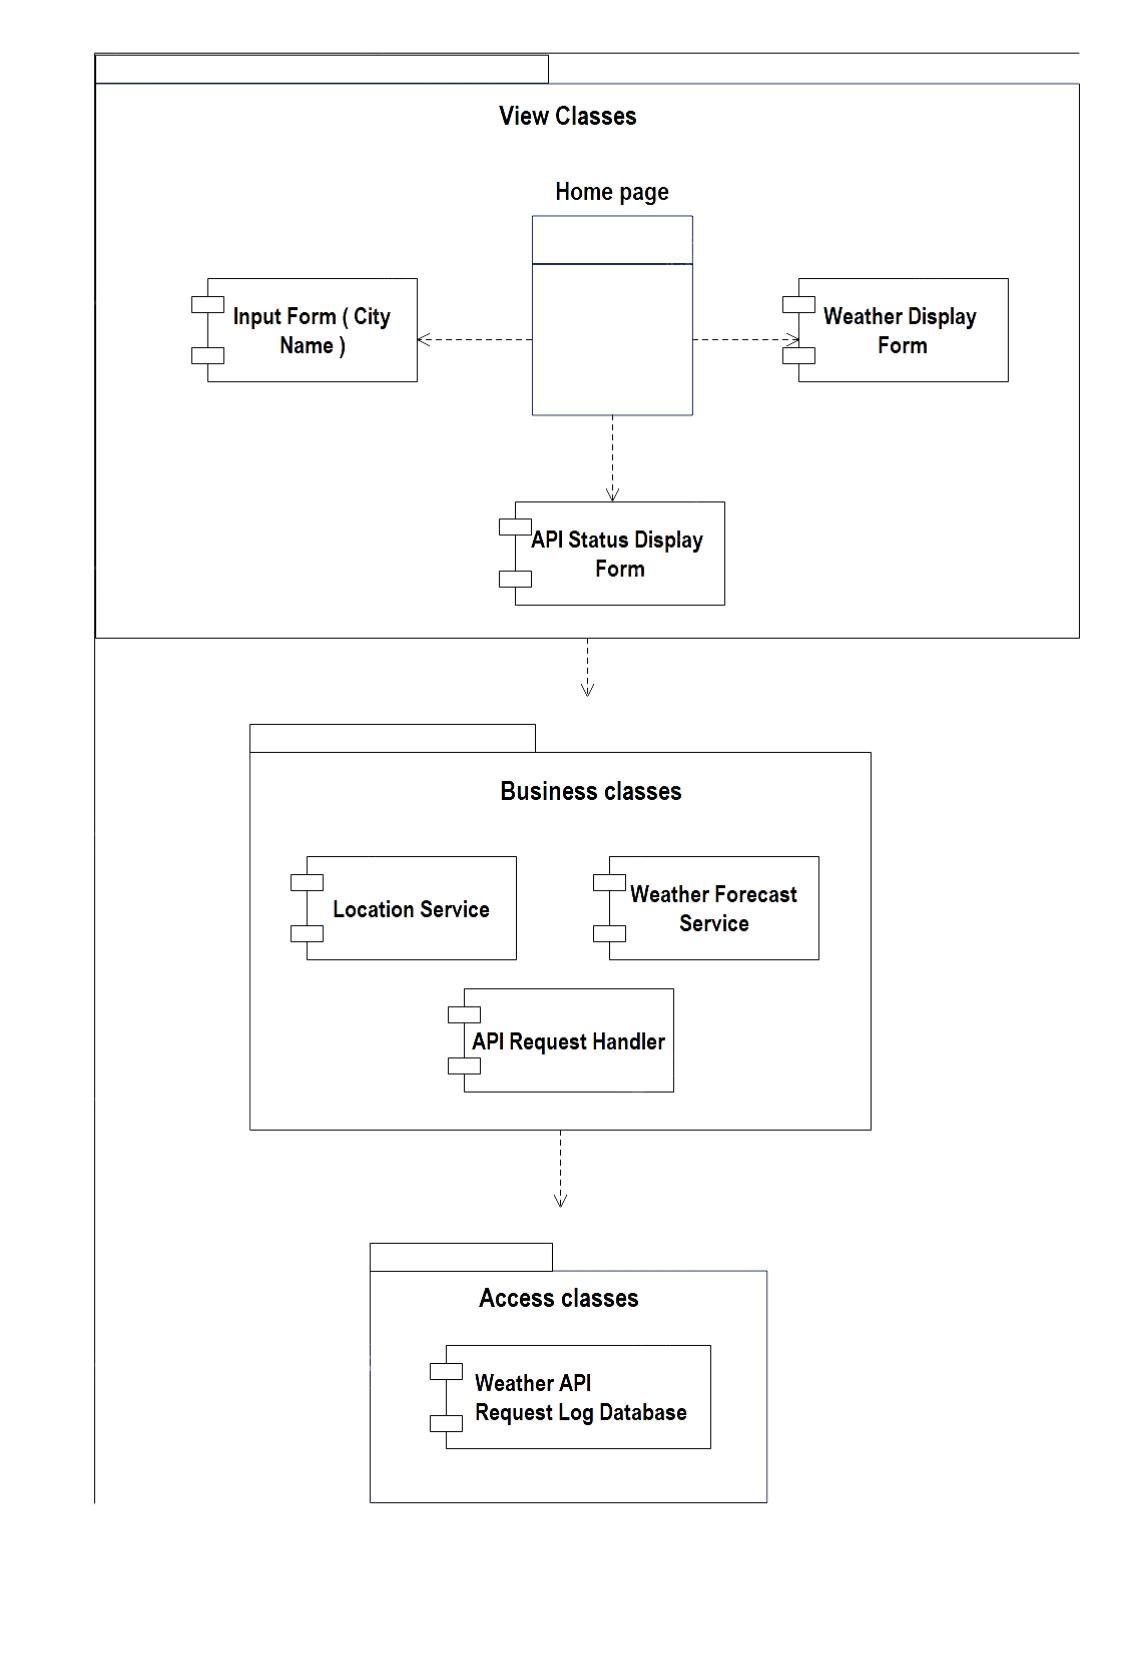 View Classes
Home page
Input Form ( City
Name )
Weather Display
Form
API Status Display
Form
Business classes
Location Service
Weather Forecast
Service
API Request Handler
Access classes
Weather API
Request Log Database